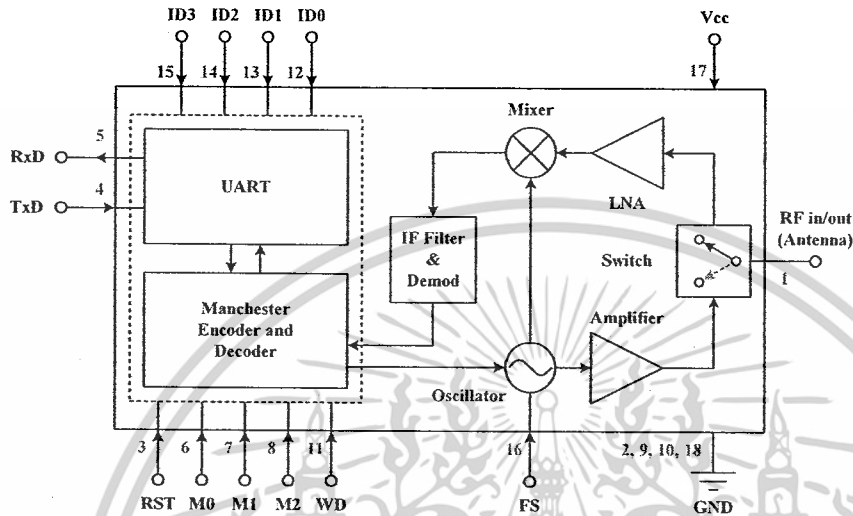 ID3 ID2 ID1 ID0 Vcc
15 14 13 12 17
Mixer
5
RxD
UART
4
TxD
LNA
RF in/out
(Antenna)
IF Filter
&
Demod
Switch
1
Manchester
Encoder and
Decoder
Amplifier
Oscillator
3 6 7 8 11 16 2, 9, 10, 18
RST M0 M1 M2 WD FS GND